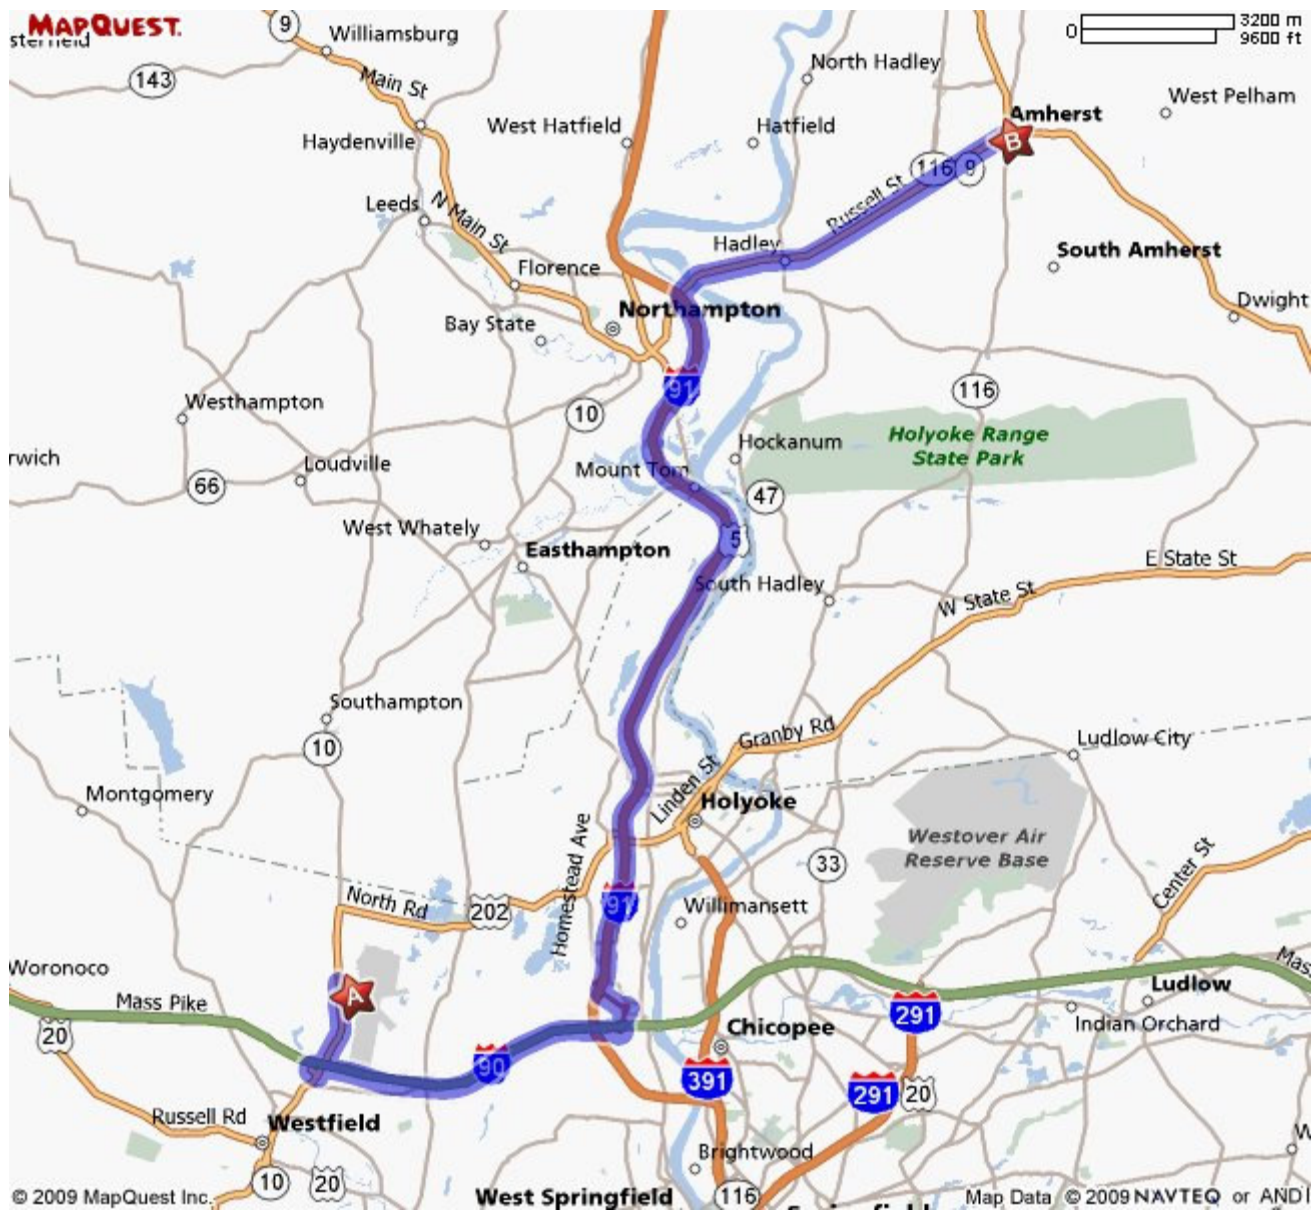 MAPQUEST.
9
3200 m
0
9600 ft
Williamsburg
143
Main St
North Hadley
West Pelham
Amherst
West Hatfield
Hatfield
B
Haydenville
116
9
Russell St
Leeds
N Main St
Hadley
South Amherst
Florence
Northampton
Dwight
Bay State
91
116
Westhampton
10
Holyoke Range
State Park
Hockanum
rwich
Loudville
Mount Tom
66
47
West Whately
5
Easthampton
E State St
South Hadley
W State St
Southampton
10
Granby Rd
Ludlow City
Linden St
Montgomery
Holyoke
Westover Air
Reserve Base
Homestead Ave
33
Center St
North Rd
202
91
Willimansett
Woronoco
A
Mass Pike
Mas
Ludlow
291
Indian Orchard
20
Chicopee
90
391
291
20
Russell Rd
Westfield
W
Brightwood
10
20
116
West Springfield
© 2009 MapQuest Inc.
Map Data © 2009 NAVTEQ or AND